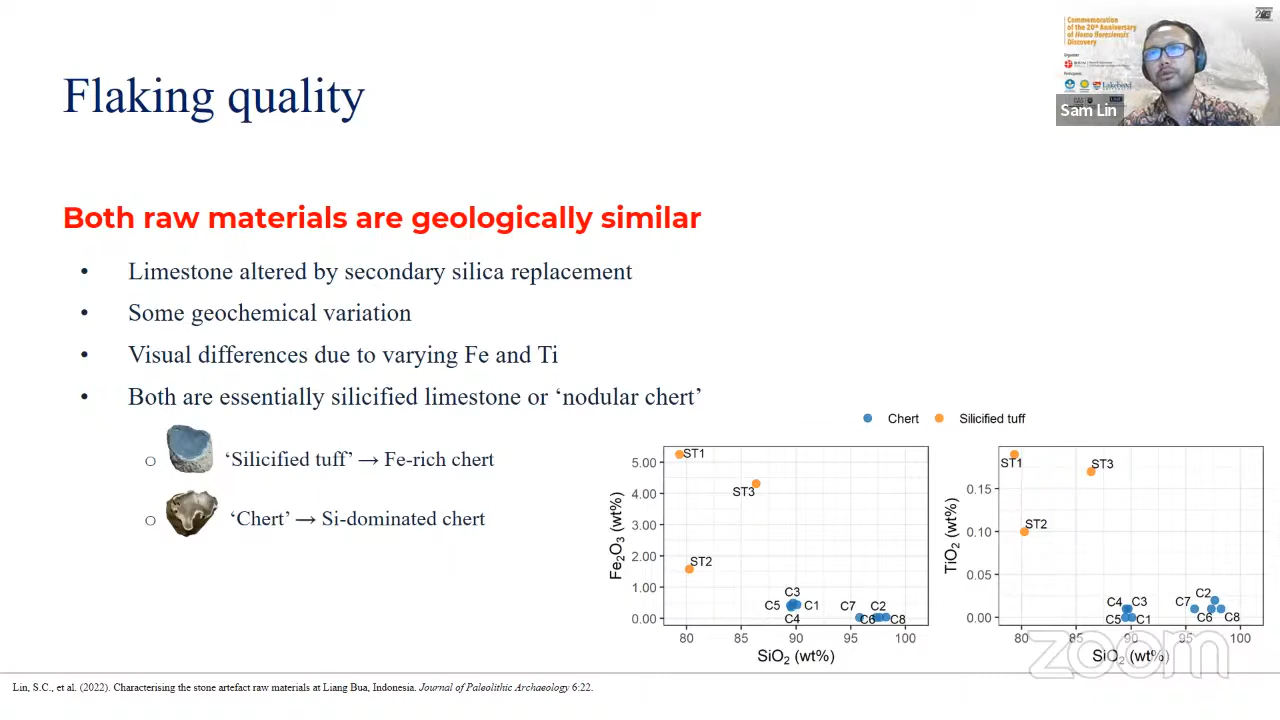 Flaking quality
Commemoration
of the 20th Anniversary
of Homo floresiensis
Discovery
Sam Lin
Both raw materials are geologically similar
• Limestone altered by secondary silica replacement
• Some geochemical variation
• Visual differences due to varying Fe and Ti
• Both are essentially silicified limestone or ‘nodular chert’
o ‘Silicified tuff’ → Fe-rich chert
o ‘Chert’ → Si-dominated chert
Chert Silicified tuff
Fe₂O₃ (wt%)
5.00
4.00
3.00
2.00
1.00
0.00
ST1
ST3
ST2
C3
C5 C1 C7 C2
C4 C6 C8
80 85 90 95 100
SiO₂ (wt%)
TiO₂ (wt%)
0.15
0.10
0.05
0.00
ST1 ST3
ST2
C2
C4 C3 C7
C5 C1 C6 C8
80 85 90 95 100
SiO₂ (wt%)
zoom
Lin, S.C., et al. (2022). Characterising the stone artefact raw materials at Liang Bua, Indonesia. Journal of Paleolithic Archaeology 6:22.